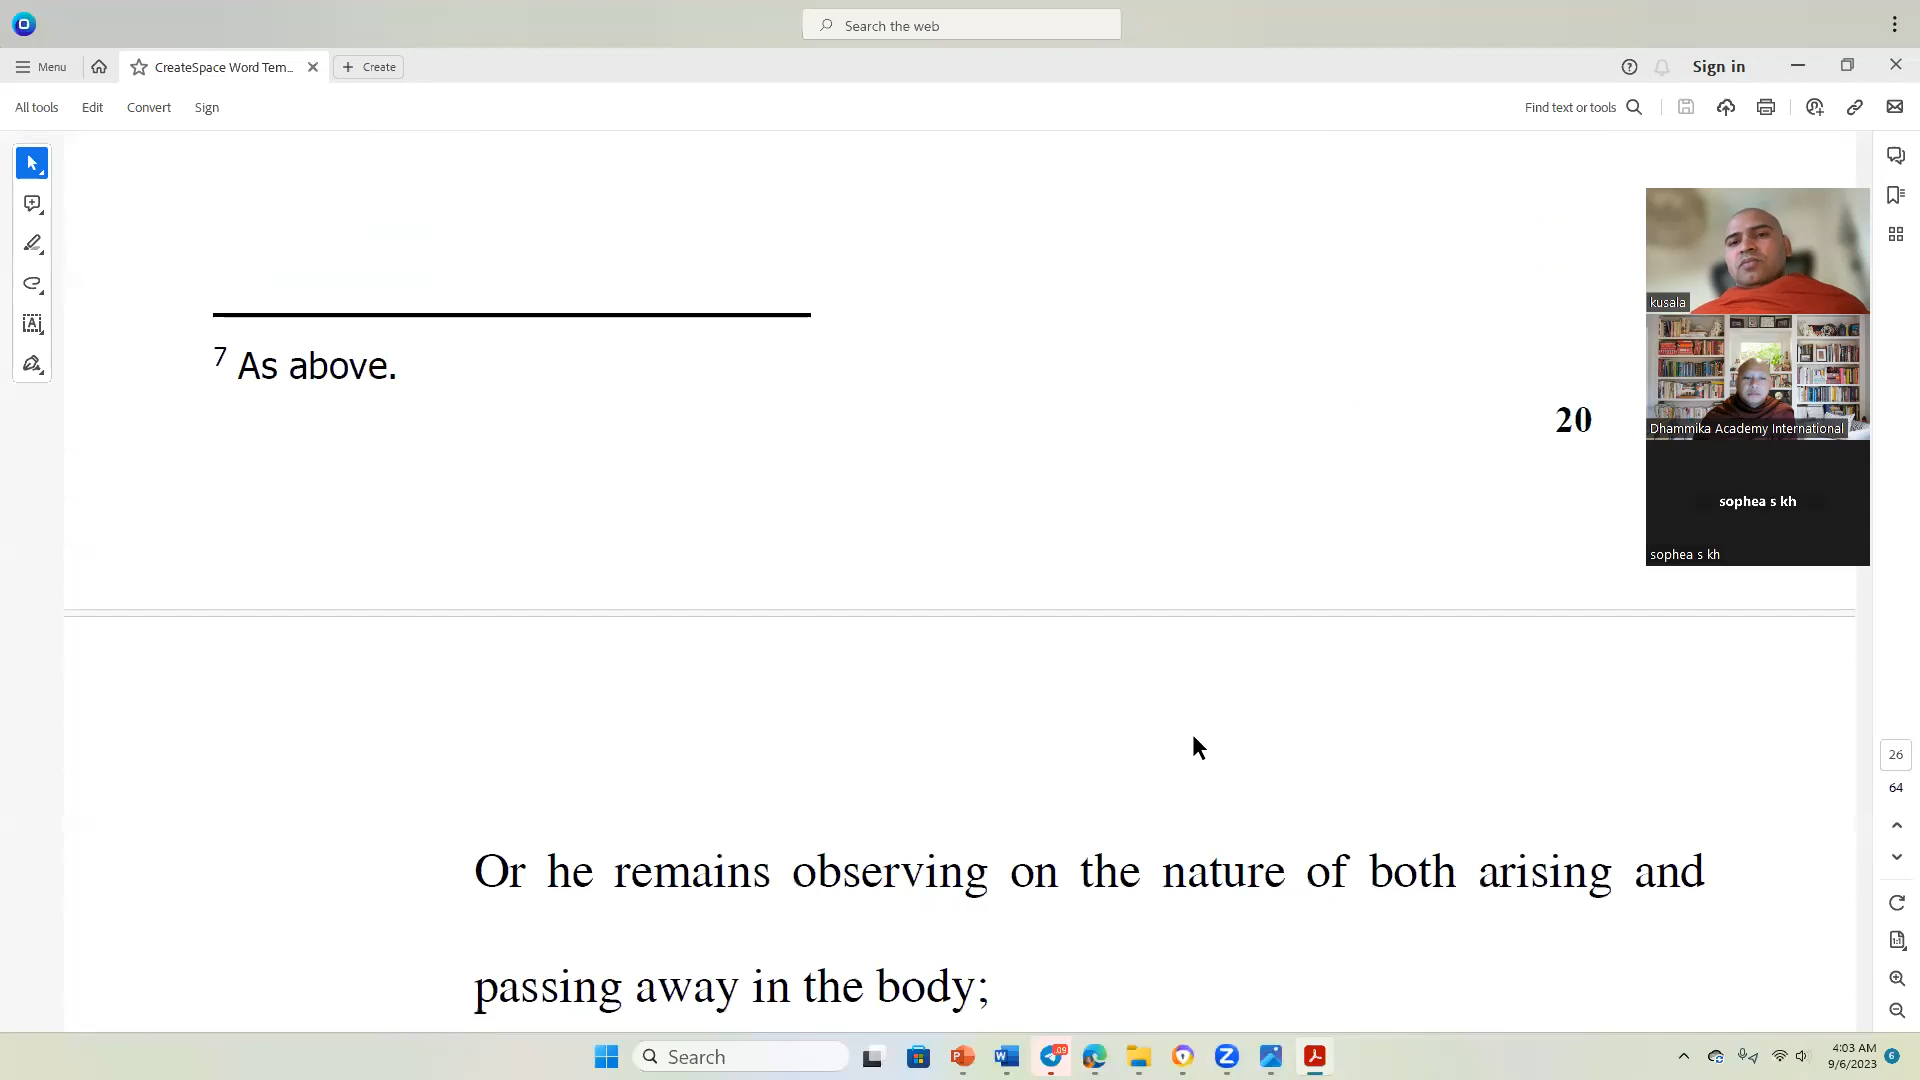 Search the web
Menu
CreateSpace Word Tem...
Create
Sign in
All tools
Edit
Convert
Sign
Find text or tools
7 As above.
20
kusala
Dhammika Academy International
sophea s kh
sophea s kh
26
64
Or he remains observing on the nature of both arising and
passing away in the body;
Search
4:03 AM
9/6/2023